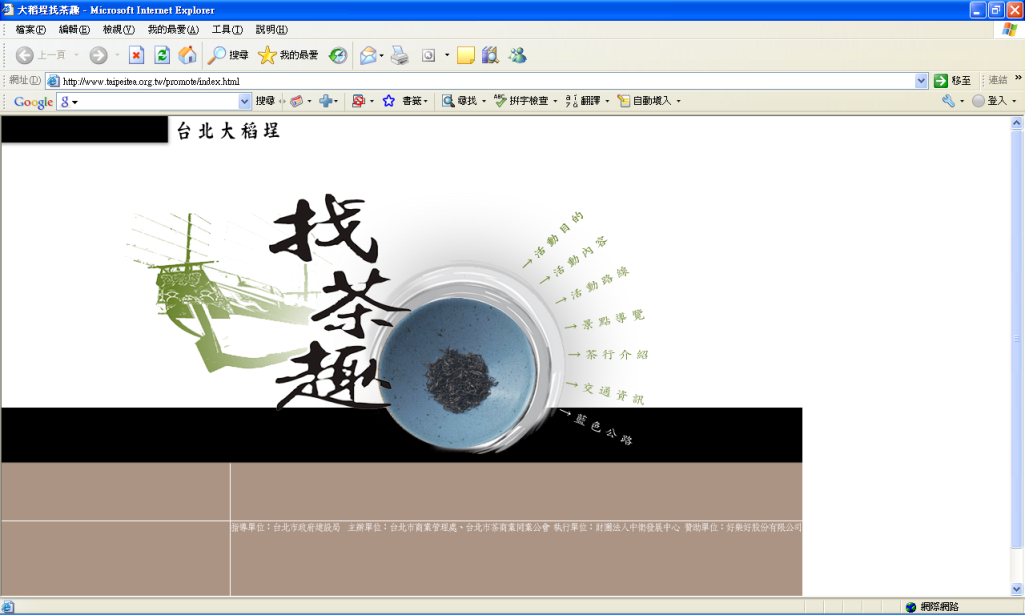 大稻埕找茶趣 - Microsoft Internet Explorer
檔案(F) 編輯(E) 檢視(V) 我的最愛(A) 工具(T) 說明(H)
上一頁 搜尋 我的最愛
網址(D) http://www.taipeitea.org.tw/promote/index.html 移至 連結 »
Google 搜尋 書籤 尋找 拼字檢查 翻譯 自動填入 登入
台北大稻埕
找茶趣
→活動目的
→活動內容
→活動路線
→景點導覽
→茶行介紹
→交通資訊
→藍色公路
指導單位：台北市政府建設局 主辦單位：台北市商業管理處、台北市茶商業同業公會 執行單位：財團法人中衛發展中心 贊助單位：好樂好股份有限公司
網際網路